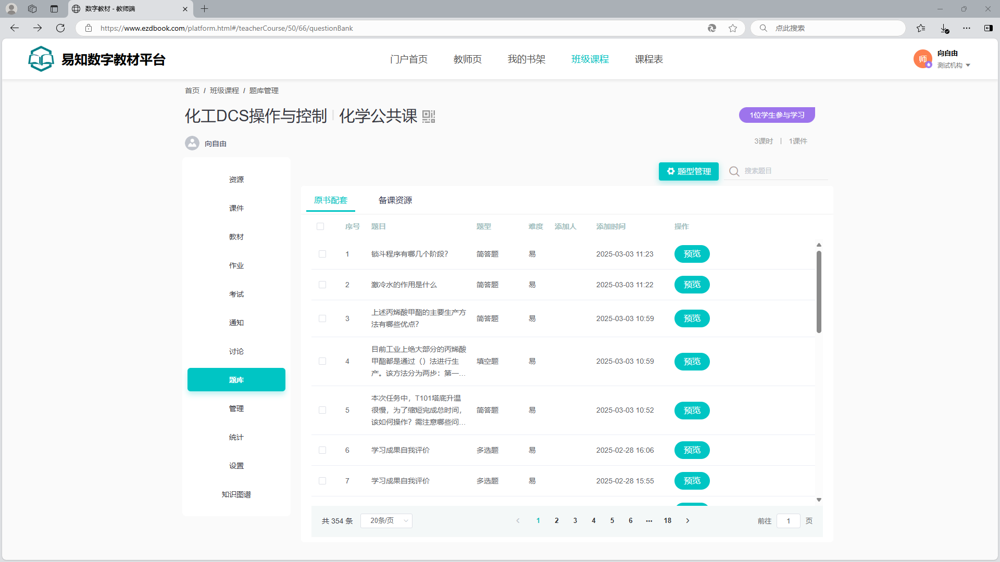 数字教材 - 教师端
https://www.ezdbook.com/platform.html#/teacherCourse/50/66/questionBank
点此搜索
易知数字教材平台
门户首页 教师页 我的书架 班级课程 课程表
师
向自由
测试机构
首页 / 班级课程 / 题库管理
化工DCS操作与控制 化学公共课
1位学生参与学习
向自由
3课时 | 1课件
资源
课件
教材
作业
考试
通知
讨论
题库
管理
统计
设置
知识图谱
题型管理
搜索题目
原书配套 备课资源
序号 题目 题型 难度 添加人 添加时间 操作
1 锁斗程序有哪几个阶段？ 简答题 易 2025-03-03 11:23 预览
2 激冷水的作用是什么 简答题 易 2025-03-03 11:22 预览
3 上述丙烯酸甲酯的主要生产方
法有哪些优点？ 简答题 易 2025-03-03 10:59 预览
4 目前工业上绝大部分的丙烯酸
甲酯都是通过（）法进行生
产。该方法分为两步：第一... 填空题 易 2025-03-03 10:59 预览
5 本次任务中，T101塔底升温
很慢，为了缩短完成总时间，
该如何操作？需注意哪些问... 简答题 易 2025-03-03 10:52 预览
6 学习成果自我评价 多选题 易 2025-02-28 16:06 预览
7 学习成果自我评价 多选题 易 2025-02-28 15:55 预览
共 354 条 20条/页 1 2 3 4 5 6 ... 18 前往 1 页